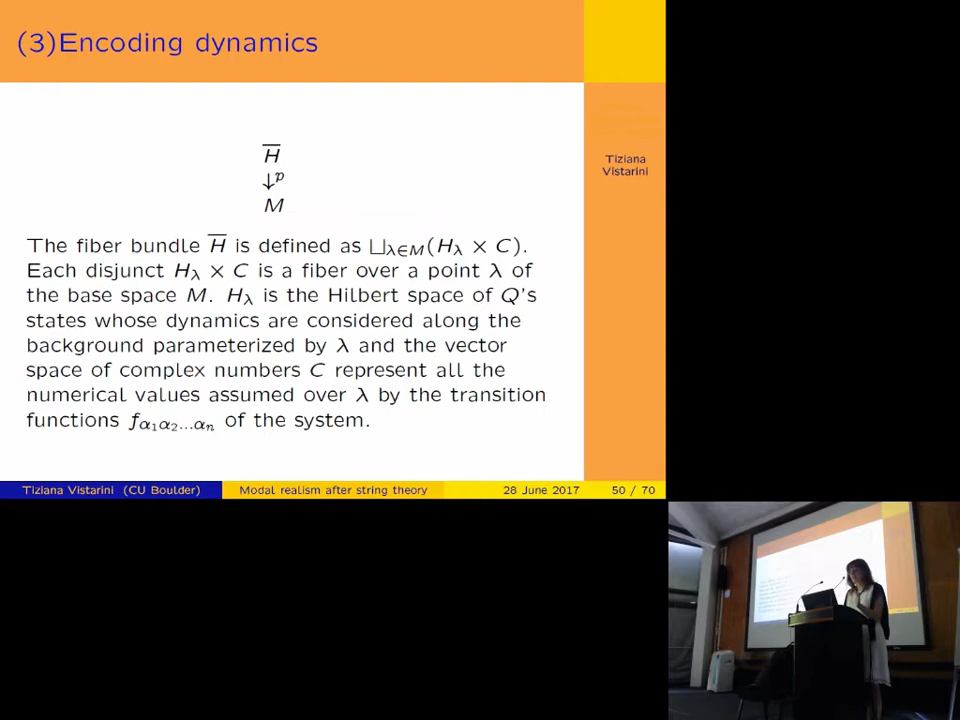 (3)Encoding dynamics
H̅
↓p
M
The fiber bundle H̅ is defined as ⊔λ∈M(Hλ × C).
Each disjunct Hλ × C is a fiber over a point λ of
the base space M. Hλ is the Hilbert space of Q's
states whose dynamics are considered along the
background parameterized by λ and the vector
space of complex numbers C represent all the
numerical values assumed over λ by the transition
functions fα1α2...αn of the system.
Tiziana
Vistarini
Tiziana Vistarini (CU Boulder) Modal realism after string theory 28 June 2017 50 / 70